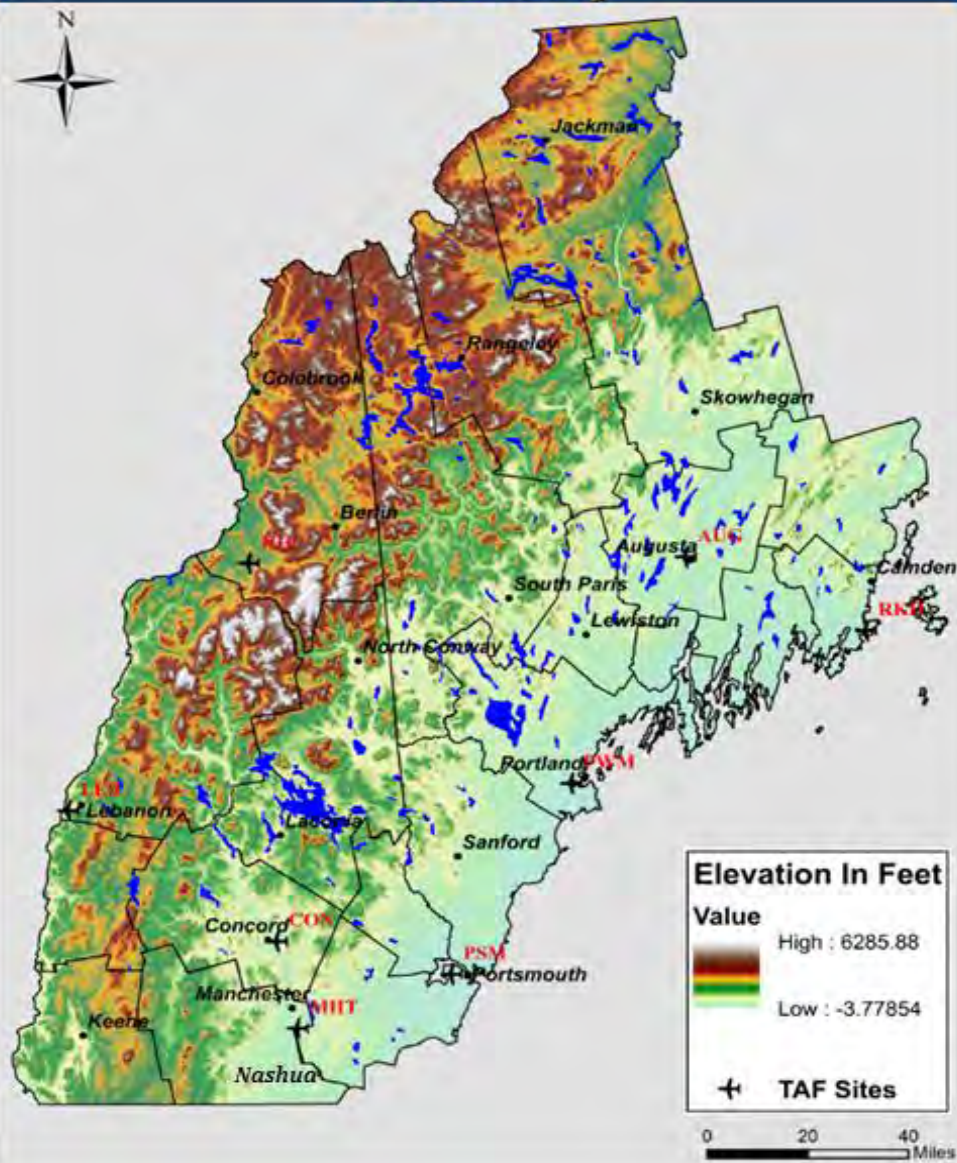 N
Jackman
Rangeley
Colebrook
Skowhegan
Berlin
Augusta
AUG
South Paris
Camden
Lewiston
RKD
North Conway
Portland
PWM
LEB
Lebanon
Laconia
Sanford
Concord
CON
PSM
Portsmouth
Manchester
MHT
Keene
Nashua
Elevation In Feet
Value
High : 6285.88
Low : -3.77854
TAF Sites
0 20 40
Miles